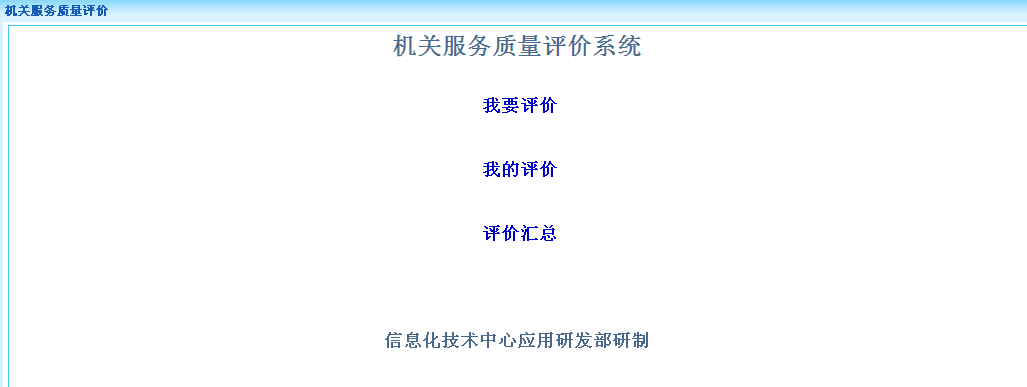 机关服务质量评价
机关服务质量评价系统
我要评价
我的评价
评价汇总
信息化技术中心应用研发部研制